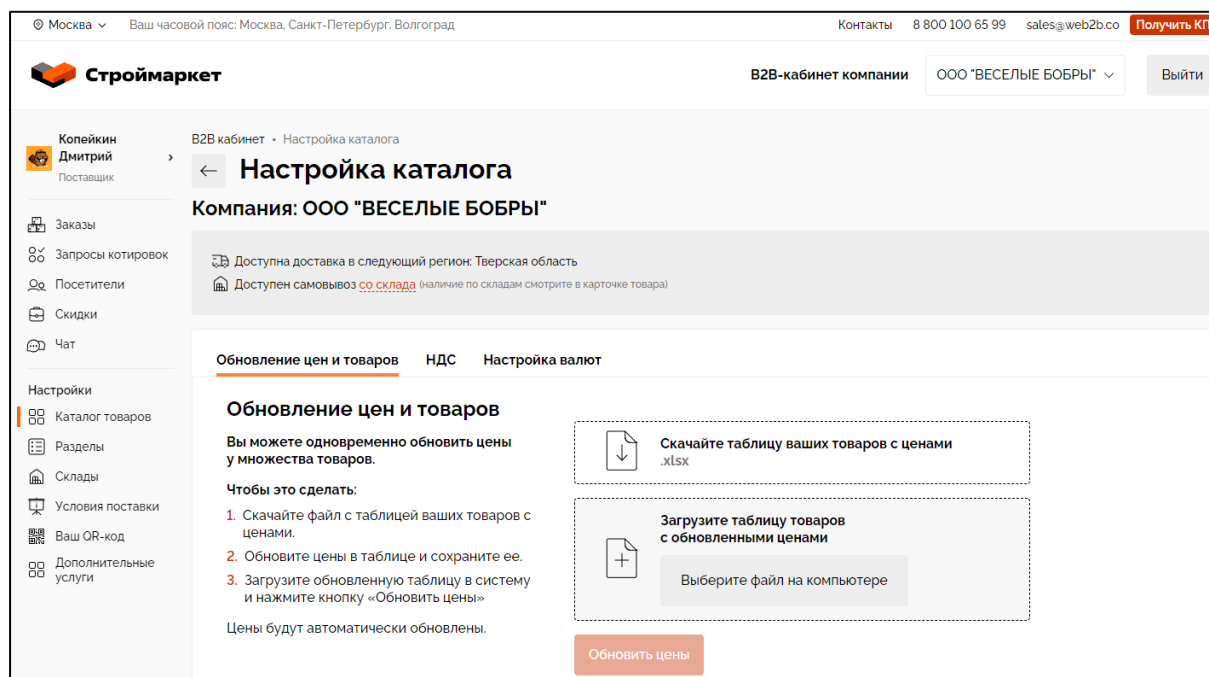 Москва
Ваш часовой пояс: Москва, Санкт-Петербург, Волгоград
Контакты
8 800 100 65 99
sales@web2b.co
Получить КП
Строймаркет
B2B-кабинет компании
ООО "ВЕСЕЛЫЕ БОБРЫ"
Выйти
Копейкин
Дмитрий
Поставщик
Заказы
Запросы котировок
Посетители
Скидки
Чат
Настройки
Каталог товаров
Разделы
Склады
Условия поставки
Ваш QR-код
Дополнительные
услуги
B2B кабинет • Настройка каталога
Настройка каталога
Компания: ООО "ВЕСЕЛЫЕ БОБРЫ"
Доступна доставка в следующий регион: Тверская область
Доступен самовывоз со склада (наличие по складам смотрите в карточке товара)
Обновление цен и товаров
НДС
Настройка валют
Обновление цен и товаров
Вы можете одновременно обновить цены
у множества товаров.
Чтобы это сделать:
1. Скачайте файл с таблицей ваших товаров с
ценами.
2. Обновите цены в таблице и сохраните ее.
3. Загрузите обновленную таблицу в систему
и нажмите кнопку «Обновить цены»
Цены будут автоматически обновлены.
Скачайте таблицу ваших товаров с ценами
.xlsx
Загрузите таблицу товаров
с обновленными ценами
Выберите файл на компьютере
Обновить цены